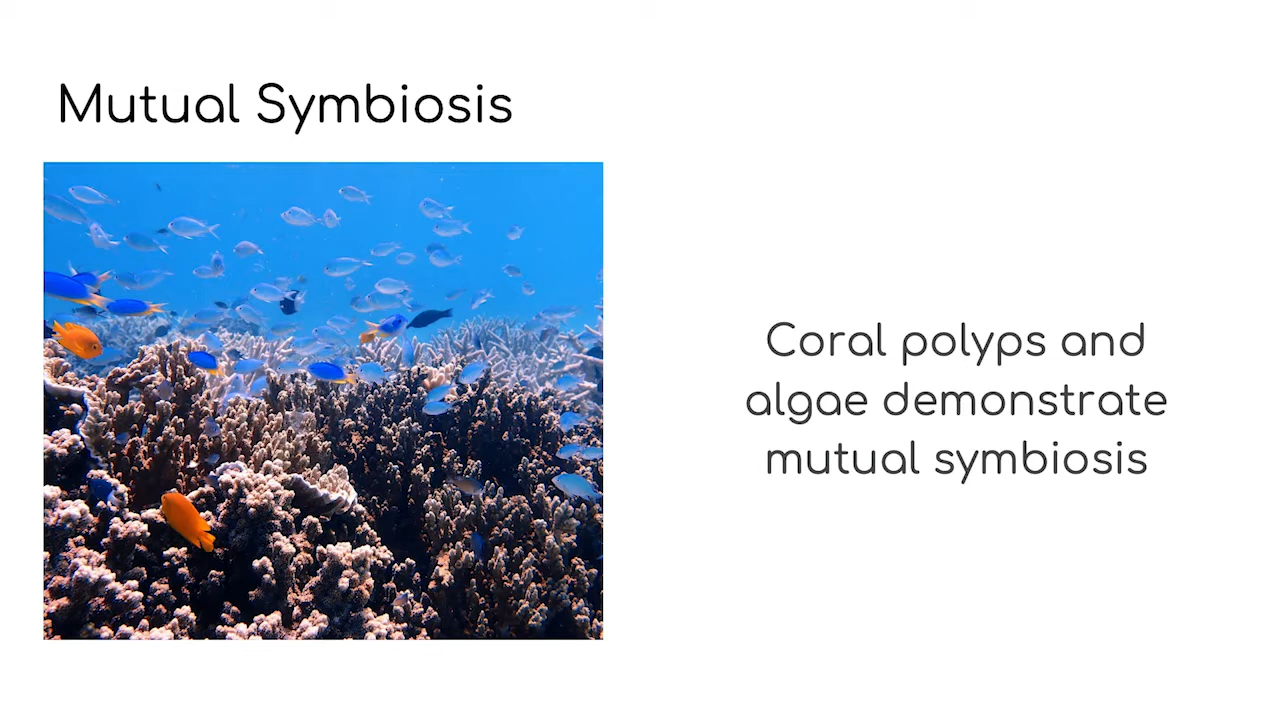 Mutual Symbiosis
Coral polyps and
algae demonstrate
mutual symbiosis